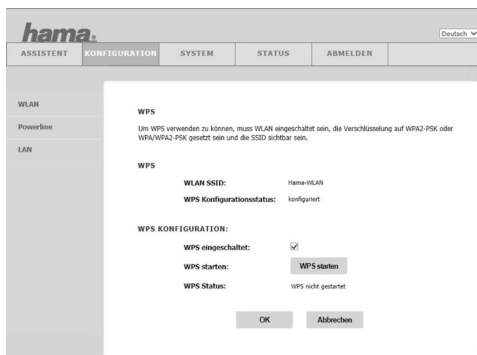 hama.
Deutsch
ASSISTENT KONFIGURATION SYSTEM STATUS ABMELDEN
WLAN
Powerline
LAN
WPS
Um WPS verwenden zu können, muss WLAN eingeschaltet sein, die Verschlüsselung auf WPA2-PSK oder
WPA/WPA2-PSK gesetzt sein und die SSID sichtbar sein.
WPS
WLAN SSID: Hama-WLAN
WPS Konfigurationsstatus: konfiguriert
WPS KONFIGURATION:
WPS eingeschaltet:
WPS starten: WPS starten
WPS Status: WPS nicht gestartet
OK Abbrechen